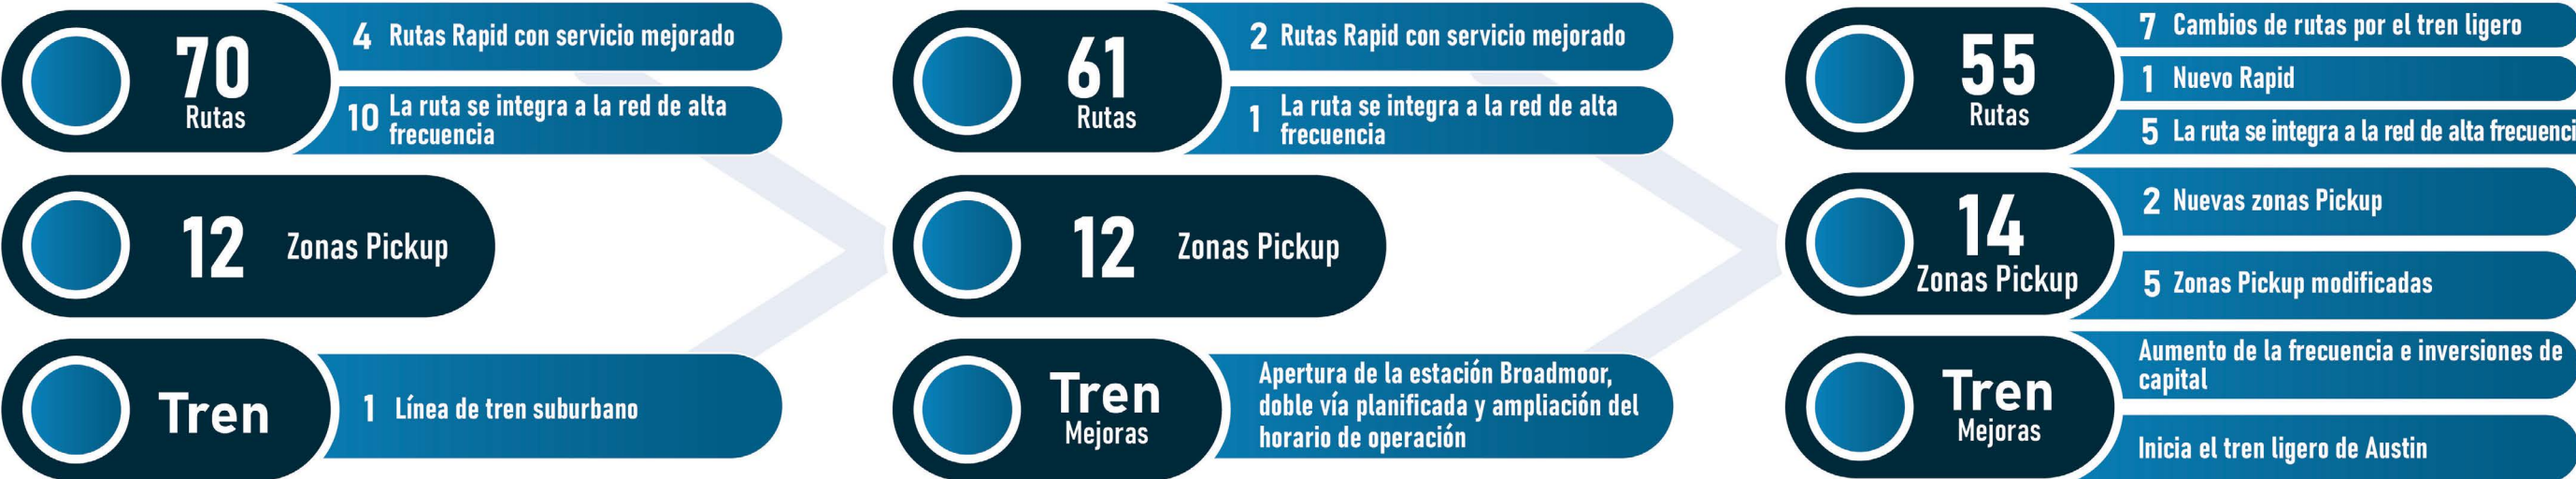 70
Rutas
4 Rutas Rapid con servicio mejorado
10 La ruta se integra a la red de alta
frecuencia
12 Zonas Pickup
Tren
1 Línea de tren suburbano
61
Rutas
2 Rutas Rapid con servicio mejorado
1 La ruta se integra a la red de alta
frecuencia
12 Zonas Pickup
Tren
Mejoras
Apertura de la estación Broadmoor,
doble vía planificada y ampliación del
horario de operación
55
Rutas
7 Cambios de rutas por el tren ligero
1 Nuevo Rapid
5 La ruta se integra a la red de alta frecuenci
14
Zonas Pickup
2 Nuevas zonas Pickup
5 Zonas Pickup modificadas
Tren
Mejoras
Aumento de la frecuencia e inversiones de
capital
Inicia el tren ligero de Austin